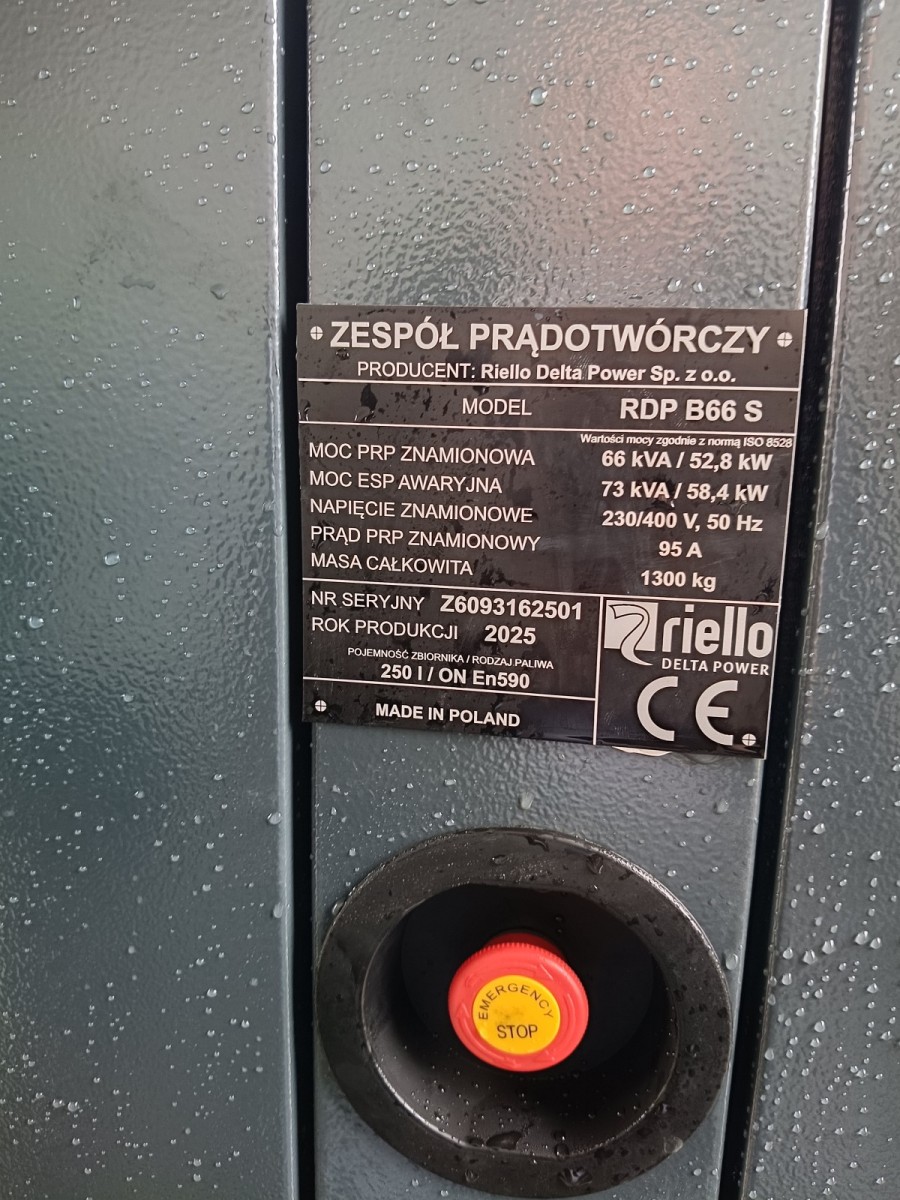 ZESPÓŁ PRĄDOTWÓRCZY
PRODUCENT: Riello Delta Power Sp. z o.o.
MODEL RDP B66 S
Wartości mocy zgodnie z normą ISO 8528
MOC PRP ZNAMIONOWA 66 kVA / 52,8 kW
MOC ESP AWARYJNA 73 kVA / 58,4 kW
NAPIĘCIE ZNAMIONOWE 230/400 V, 50 Hz
PRĄD PRP ZNAMIONOWY 95 A
MASA CAŁKOWITA 1300 kg
NR SERYJNY Z6093162501
ROK PRODUKCJI 2025
POJEMNOŚĆ ZBIORNIKA / RODZAJ PALIWA
250 l / ON En590
MADE IN POLAND
riello
DELTA POWER
CE
EMERGENCY
STOP